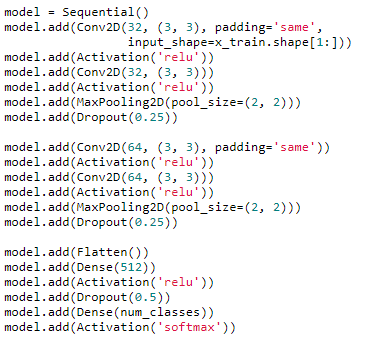 model = Sequential()
model.add(Conv2D(32, (3, 3), padding='same',
                 input_shape=x_train.shape[1:]))
model.add(Activation('relu'))
model.add(Conv2D(32, (3, 3)))
model.add(Activation('relu'))
model.add(MaxPooling2D(pool_size=(2, 2)))
model.add(Dropout(0.25))

model.add(Conv2D(64, (3, 3), padding='same'))
model.add(Activation('relu'))
model.add(Conv2D(64, (3, 3)))
model.add(Activation('relu'))
model.add(MaxPooling2D(pool_size=(2, 2)))
model.add(Dropout(0.25))

model.add(Flatten())
model.add(Dense(512))
model.add(Activation('relu'))
model.add(Dropout(0.5))
model.add(Dense(num_classes))
model.add(Activation('softmax'))